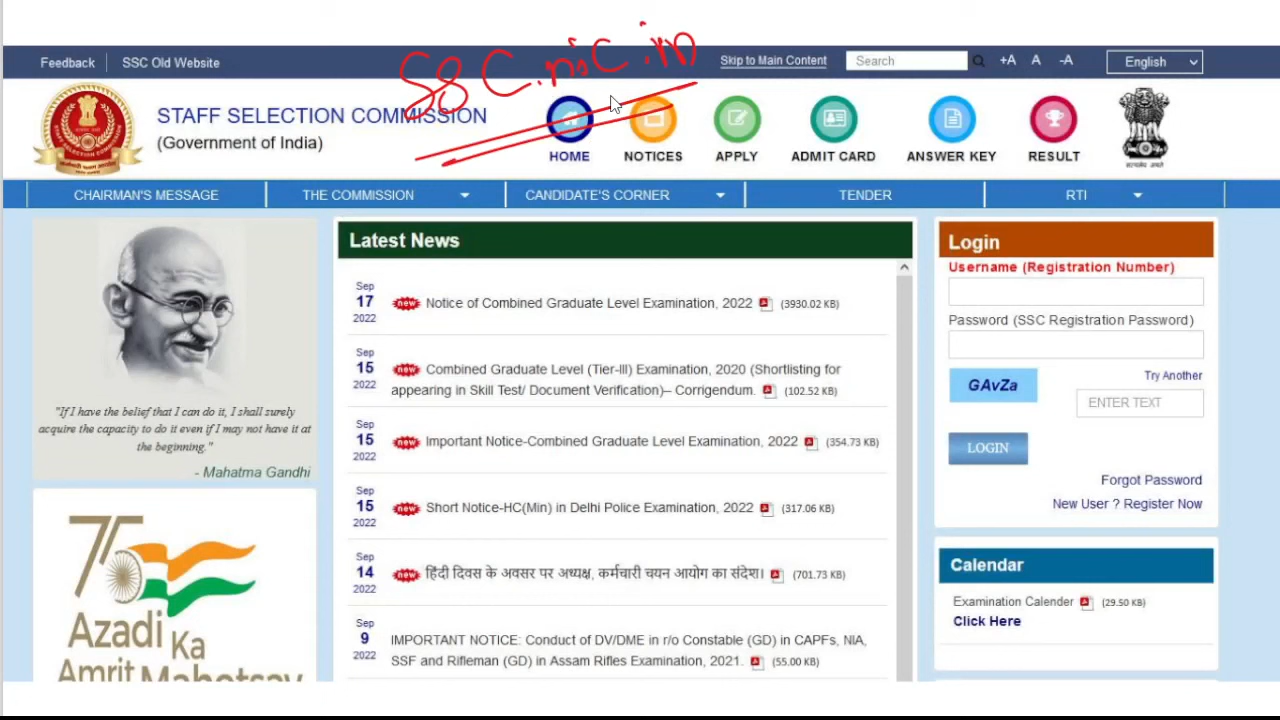 SSC.nic.in
Feedback
SSC Old Website
Skip to Main Content
Search
+A A -A
English
STAFF SELECTION COMMISSION
(Government of India)
HOME
NOTICES
APPLY
ADMIT CARD
ANSWER KEY
RESULT
सत्यमेव जयते
CHAIRMAN'S MESSAGE
THE COMMISSION
CANDIDATE'S CORNER
TENDER
RTI
"If I have the belief that I can do it, I shall surely
acquire the capacity to do it even if I may not have it at
the beginning."
- Mahatma Gandhi
75
Azadi Ka
Amrit Mahotsav
Latest News
Sep
17
2022
new Notice of Combined Graduate Level Examination, 2022 (3930.02 KB)
Sep
15
2022
new Combined Graduate Level (Tier-III) Examination, 2020 (Shortlisting for
appearing in Skill Test/ Document Verification)– Corrigendum. (102.52 KB)
Sep
15
2022
new Important Notice-Combined Graduate Level Examination, 2022 (354.73 KB)
Sep
15
2022
new Short Notice-HC(Min) in Delhi Police Examination, 2022 (317.06 KB)
Sep
14
2022
new हिंदी दिवस के अवसर पर अध्यक्ष, कर्मचारी चयन आयोग का संदेश। (701.73 KB)
Sep
9
2022
IMPORTANT NOTICE: Conduct of DV/DME in r/o Constable (GD) in CAPFs, NIA,
SSF and Rifleman (GD) in Assam Rifles Examination, 2021. (55.00 KB)
Login
Username (Registration Number)
Password (SSC Registration Password)
GAvZa
Try Another
ENTER TEXT
LOGIN
Forgot Password
New User ? Register Now
Calendar
Examination Calender (29.50 KB)
Click Here